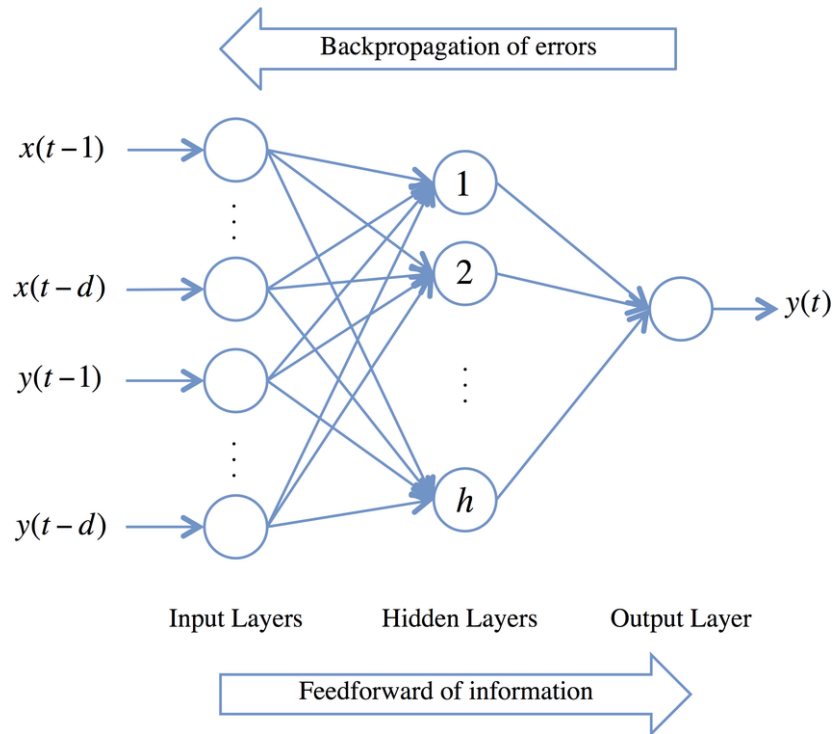 Backpropagation of errors
x(t−1)
1
x(t−d)
2
y(t)
y(t−1)
h
y(t−d)
Input Layers
Hidden Layers
Output Layer
Feedforward of information